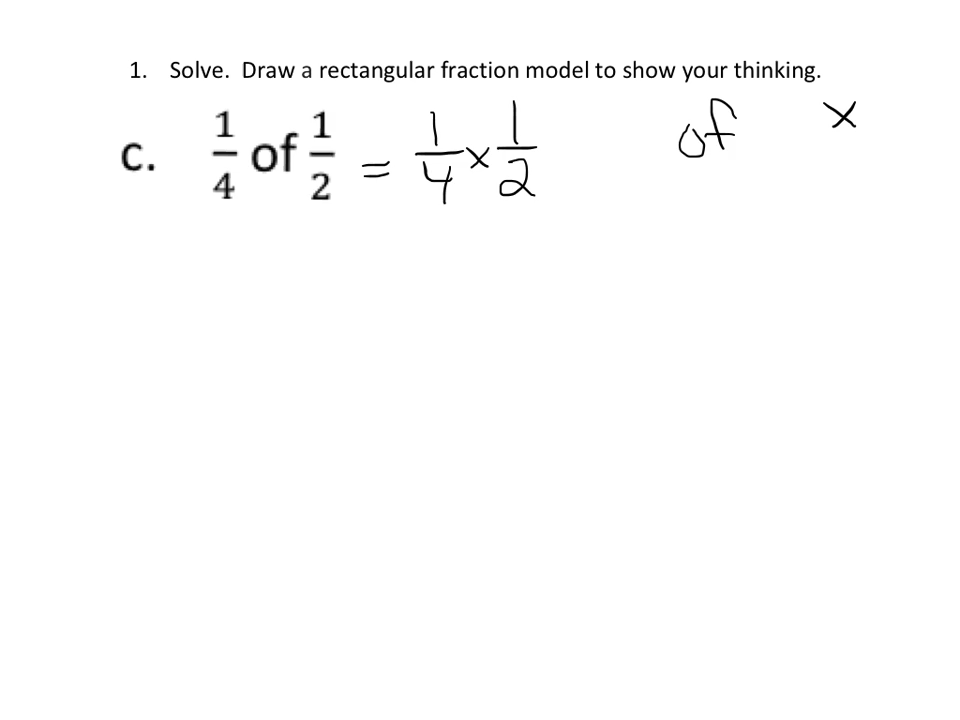 1. Solve. Draw a rectangular fraction model to show your thinking.
c. 1/4 of 1/2 = 1/4 × 1/2 of ×